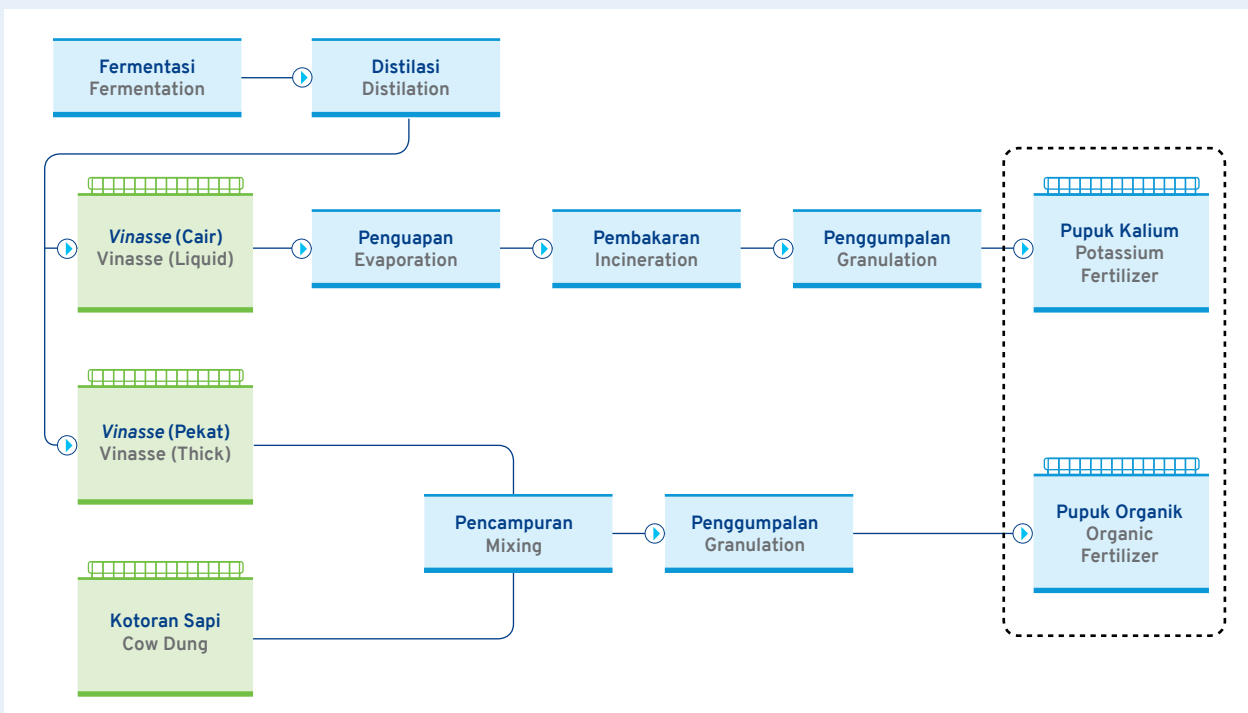 Fermentasi
Fermentation
Distilasi
Distilation
Vinasse (Cair)
Vinasse (Liquid)
Penguapan
Evaporation
Pembakaran
Incineration
Penggumpalan
Granulation
Pupuk Kalium
Potassium
Fertilizer
Vinasse (Pekat)
Vinasse (Thick)
Pencampuran
Mixing
Penggumpalan
Granulation
Pupuk Organik
Organic
Fertilizer
Kotoran Sapi
Cow Dung